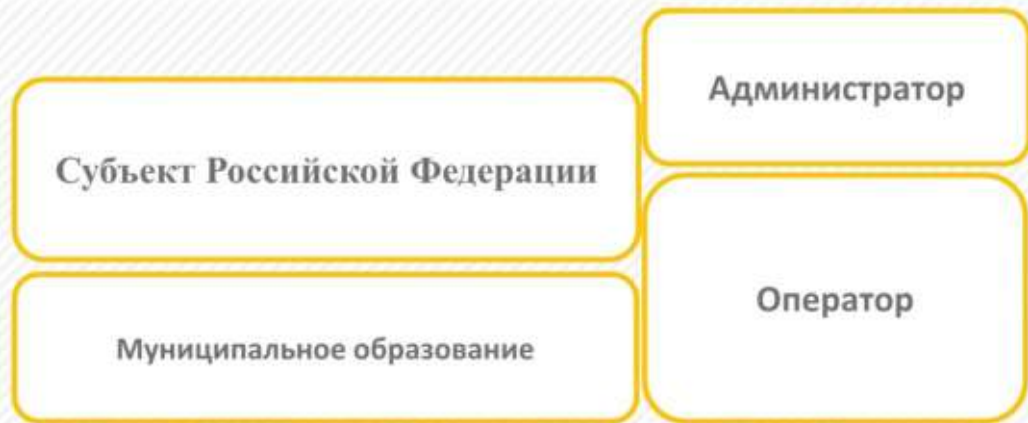 Администратор
Субъект Российской Федерации
Оператор
Муниципальное образование